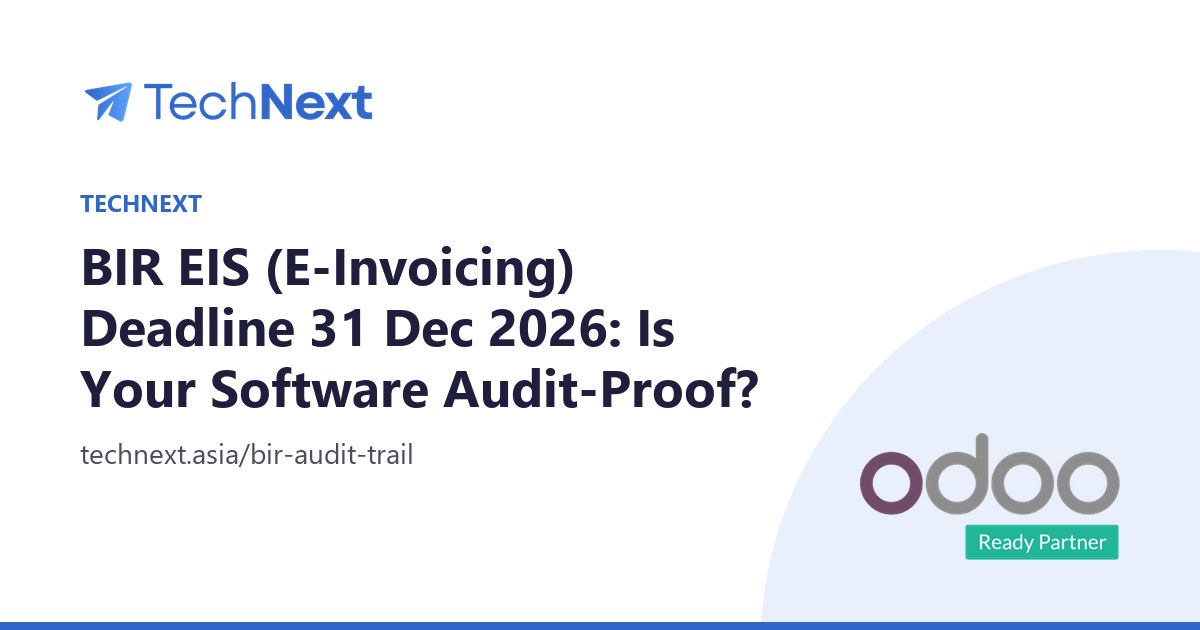 TechNext
TECHNEXT
BIR EIS (E-Invoicing)
Deadline 31 Dec 2026: Is
Your Software Audit-Proof?
technext.asia/bir-audit-trail
odoo
Ready Partner